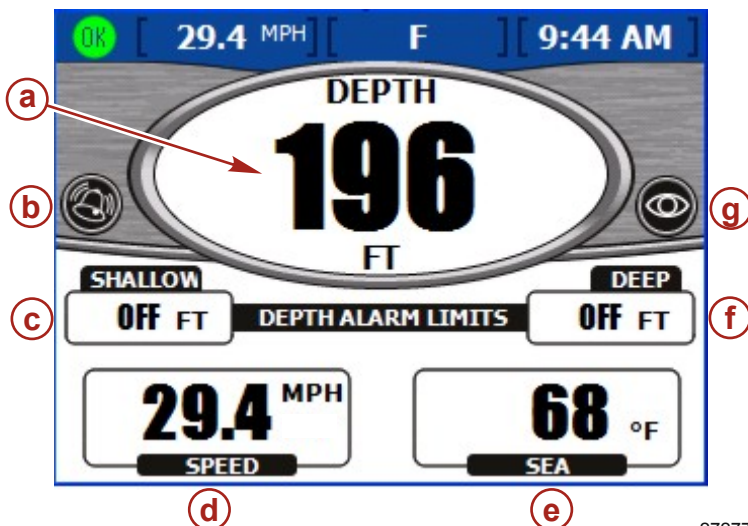 OK [ 29.4 MPH ] [ F ] [ 9:44 AM ]
a
DEPTH
196
FT
b
g
SHALLOW
DEEP
c
OFF FT
DEPTH ALARM LIMITS
OFF FT
f
29.4 MPH
68 °F
SPEED
SEA
d
e